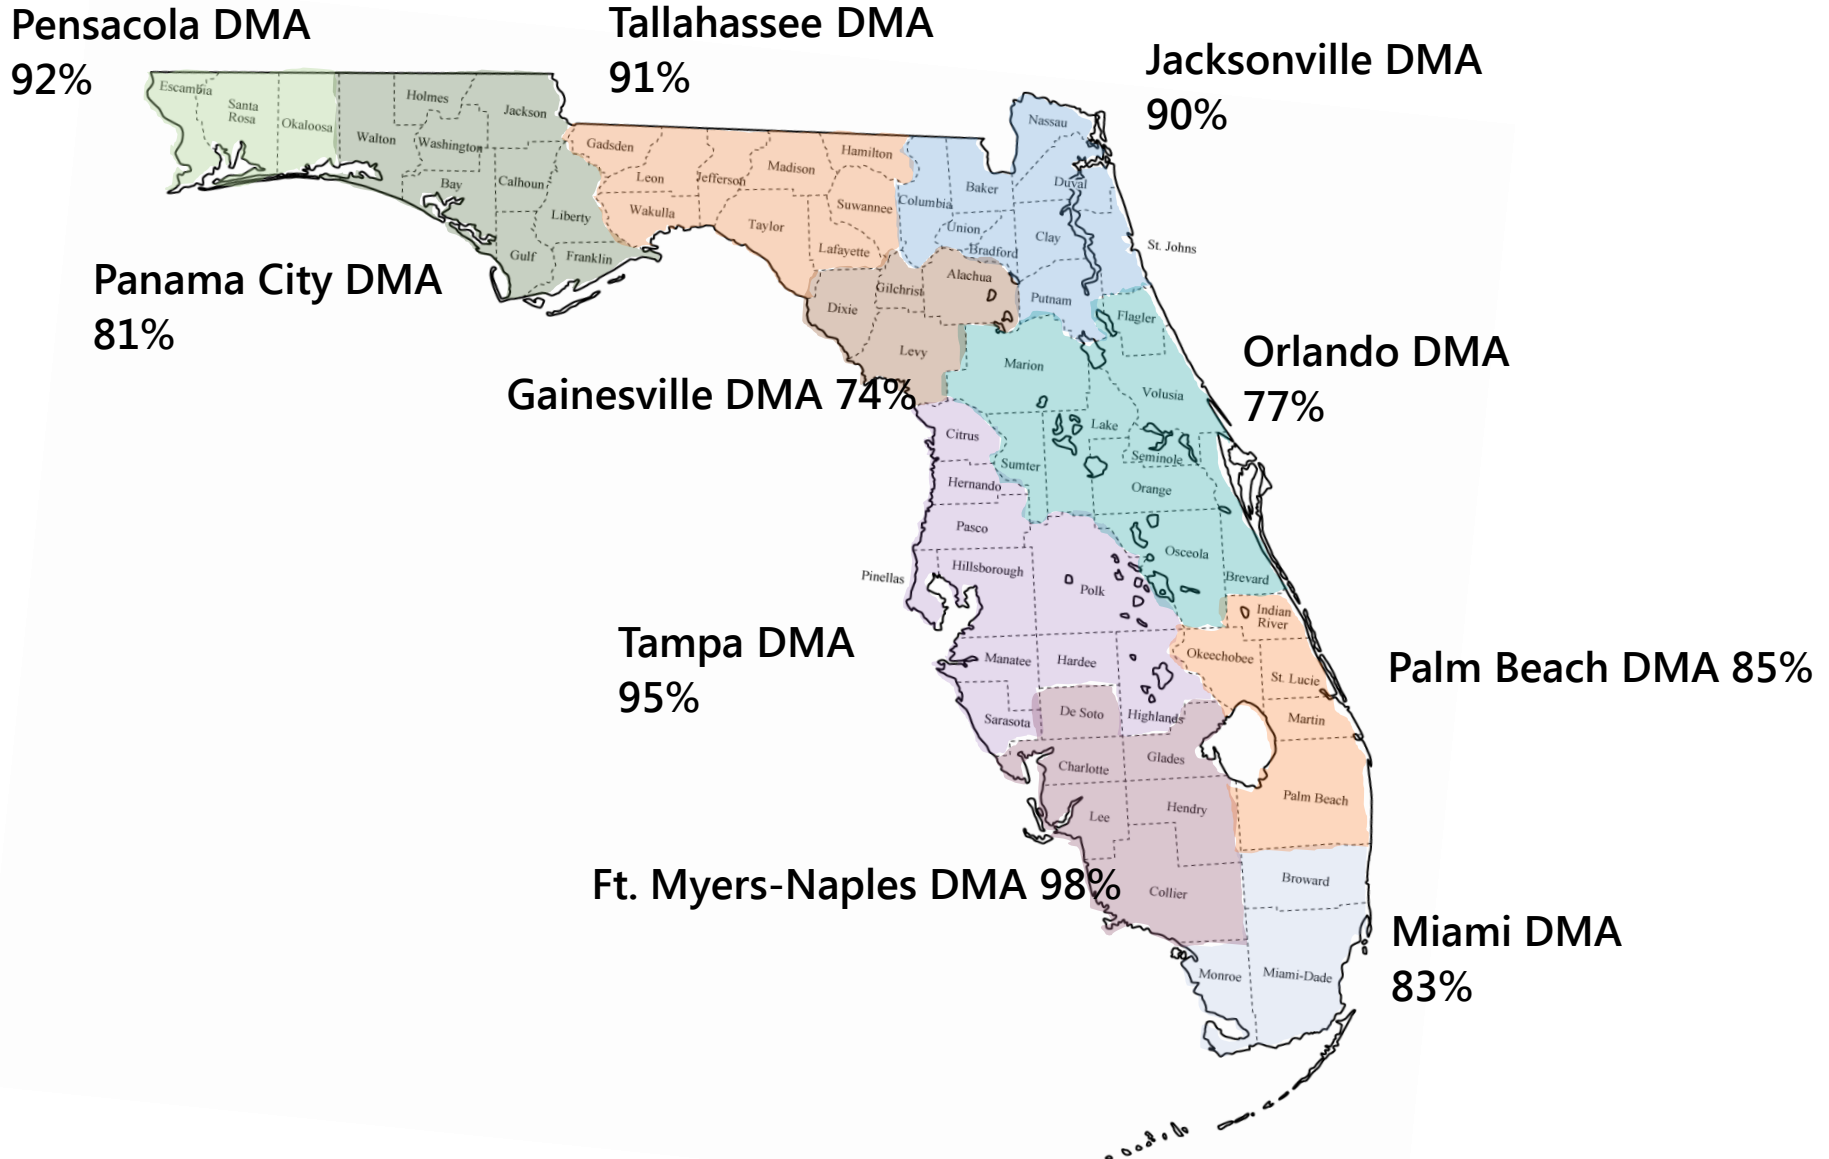 Pensacola DMA
92%
Tallahassee DMA
91%
Jacksonville DMA
90%
Escambia
Santa
Rosa
Okaloosa
Holmes
Jackson
Walton
Washington
Bay
Calhoun
Liberty
Gulf
Franklin
Gadsden
Leon
Jefferson
Madison
Hamilton
Wakulla
Taylor
Suwannee
Lafayette
Nassau
Baker
Duval
Columbia
Union
Bradford
Clay
St. Johns
Putnam
Panama City DMA
81%
Alachua
Gilchrist
Dixie
Levy
Gainesville DMA 74%
Flagler
Marion
Volusia
Lake
Sumter
Seminole
Orange
Osceola
Brevard
Orlando DMA
77%
Citrus
Hernando
Pasco
Pinellas
Hillsborough
Polk
Manatee
Hardee
Sarasota
Highlands
Tampa DMA
95%
Indian
River
Okeechobee
St. Lucie
Martin
Palm Beach
Palm Beach DMA 85%
De Soto
Charlotte
Glades
Lee
Hendry
Collier
Ft. Myers-Naples DMA 98%
Broward
Monroe
Miami-Dade
Miami DMA
83%